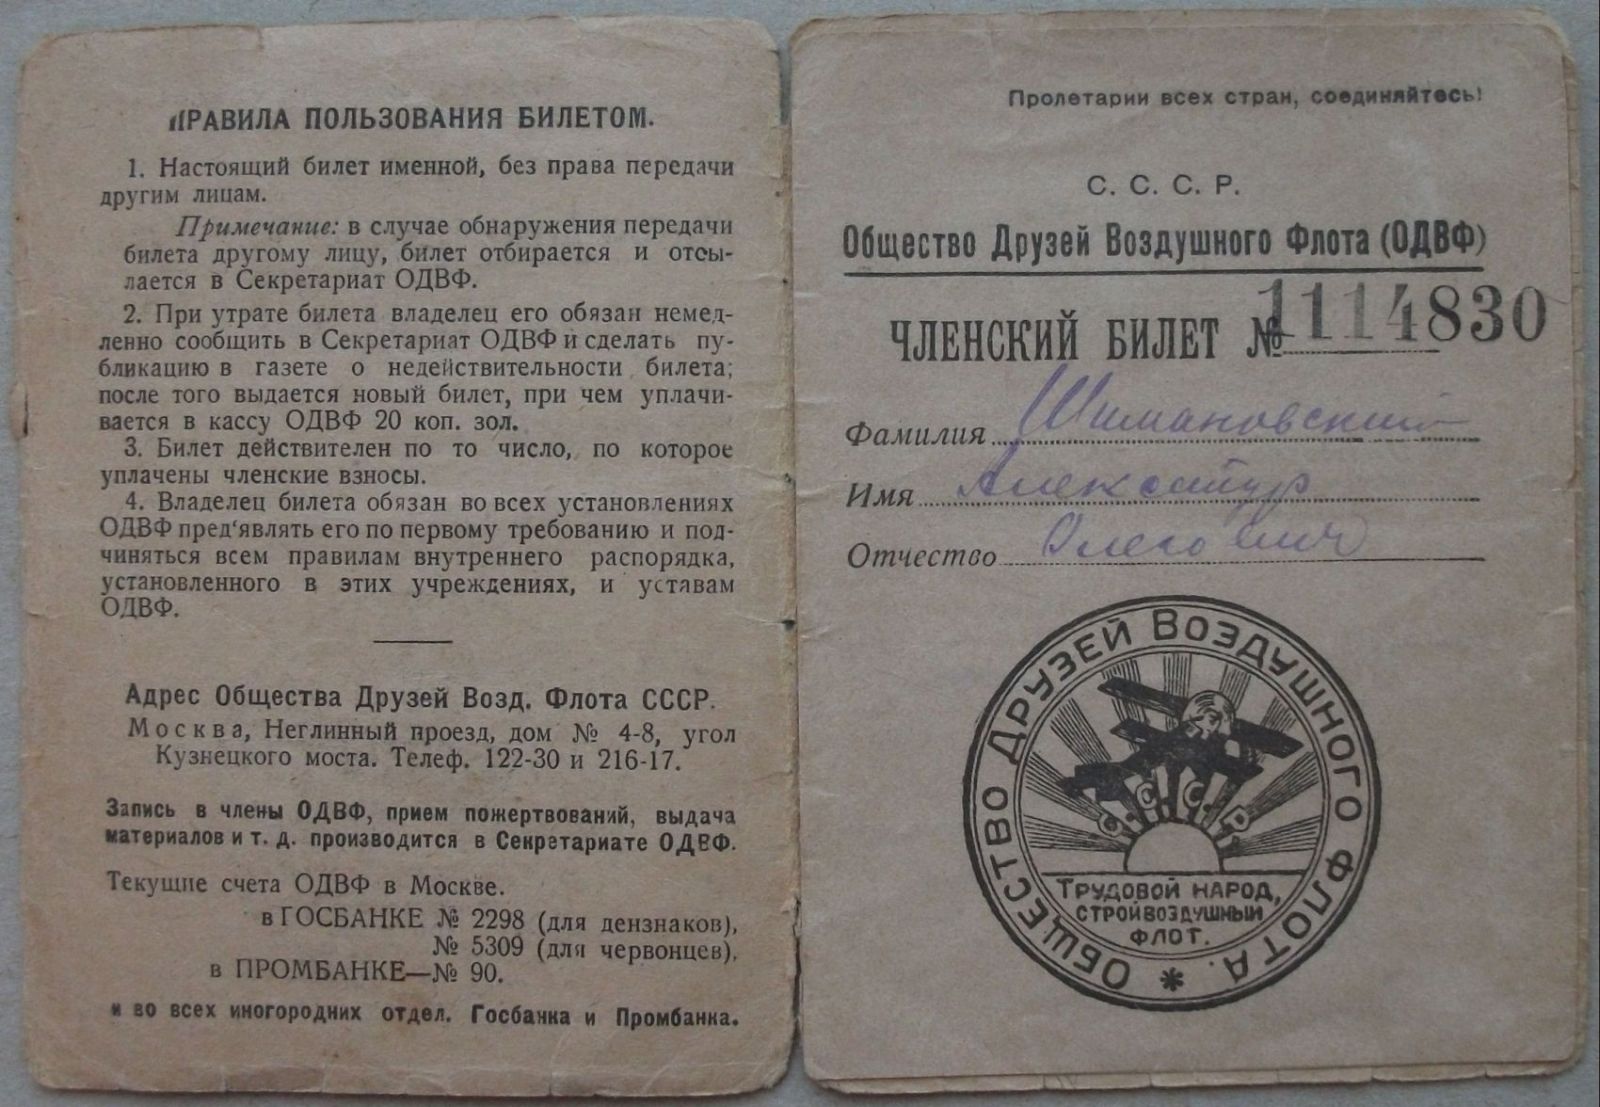 ПРАВИЛА ПОЛЬЗОВАНИЯ БИЛЕТОМ.
1. Настоящий билет именной, без права передачи
другим лицам.
Примечание: в случае обнаружения передачи
билета другому лицу, билет отбирается и отсы-
лается в Секретариат ОДВФ.
2. При утрате билета владелец его обязан немед-
ленно сообщить в Секретариат ОДВФ и сделать пу-
бликацию в газете о недействительности билета;
после того выдается новый билет, при чем уплачи-
вается в кассу ОДВФ 20 коп. зол.
3. Билет действителен по то число, по которое
уплачены членские взносы.
4. Владелец билета обязан во всех установлениях
ОДВФ пред‘являть его по первому требованию и под-
чиняться всем правилам внутреннего распорядка,
установленного в этих учреждениях, и уставам
ОДВФ.
Адрес Общества Друзей Возд. Флота СССР.
Москва, Неглинный проезд, дом № 4-8, угол
Кузнецкого моста. Телеф. 122-30 и 216-17.
Запись в члены ОДВФ, прием пожертвований, выдача
материалов и т. д. производится в Секретариате ОДВФ.
Текущие счета ОДВФ в Москве.
в ГОСБАНКЕ № 2298 (для дензнаков),
№ 5309 (для червонцев),
в ПРОМБАНКЕ—№ 90.
и во всех иногородних отдел. Госбанка и Промбанка.
Пролетарии всех стран, соединяйтесь!
С. С. С. Р.
Общество Друзей Воздушного Флота (ОДВФ)
ЧЛЕНСКИЙ БИЛЕТ № 1114830
Фамилия Шимановский
Имя Александр
Отчество
ОБЩЕСТВО ДРУЗЕЙ ВОЗДУШНОГО ФЛОТА.
С.С.С.Р
ТРУДОВОЙ НАРОД,
СТРОЙ ВОЗДУШНЫЙ
ФЛОТ.